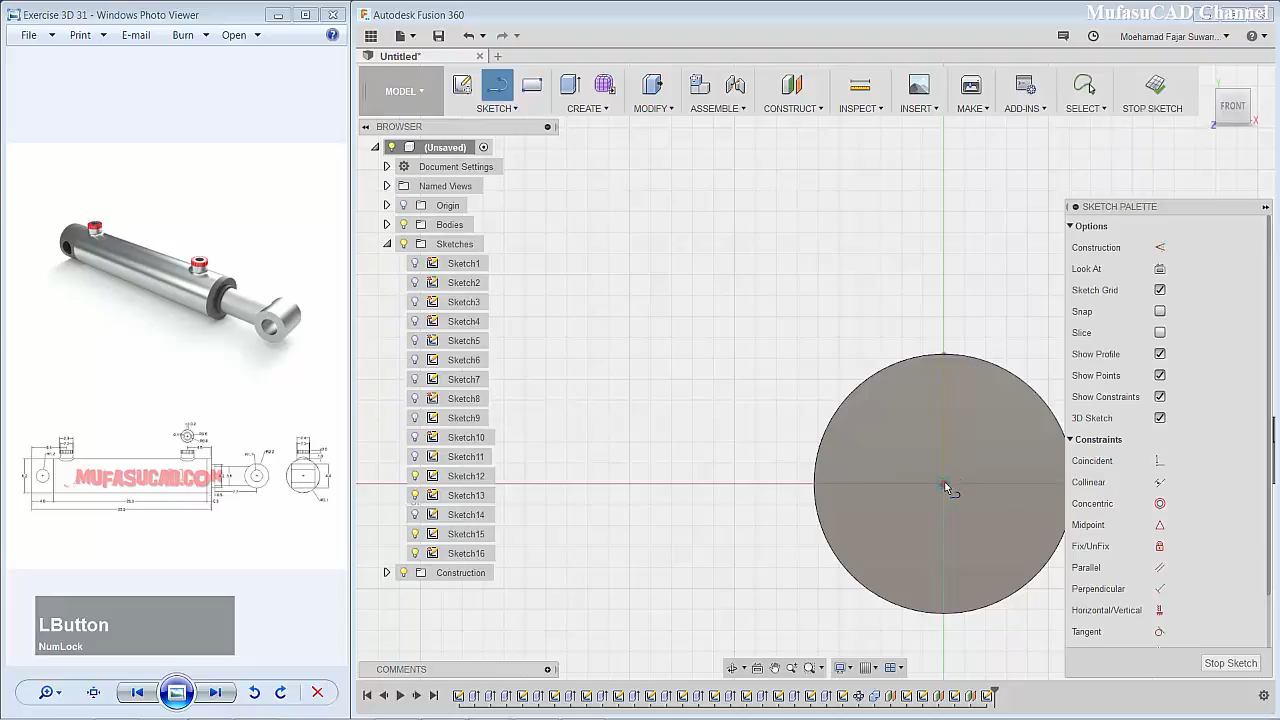 Exercise 3D 31 - Windows Photo Viewer
File Print E-mail Burn Open
MUFASUCAD.COM
LButton
NumLock
Autodesk Fusion 360
MufasuCAD Channel
Moehamad Fajar Suwar...
Untitled*
MODEL
SKETCH
CREATE
MODIFY
ASSEMBLE
CONSTRUCT
INSPECT
INSERT
MAKE
ADD-INS
SELECT
STOP SKETCH
FRONT
Y
Z
X
BROWSER
(Unsaved)
Document Settings
Named Views
Origin
Bodies
Sketches
Sketch1
Sketch2
Sketch3
Sketch4
Sketch5
Sketch6
Sketch7
Sketch8
Sketch9
Sketch10
Sketch11
Sketch12
Sketch13
Sketch14
Sketch15
Sketch16
Construction
SKETCH PALETTE
Options
Construction
Look At
Sketch Grid
Snap
Slice
Show Profile
Show Points
Show Constraints
3D Sketch
Constraints
Coincident
Collinear
Concentric
Midpoint
Fix/UnFix
Parallel
Perpendicular
Horizontal/Vertical
Tangent
Stop Sketch
COMMENTS